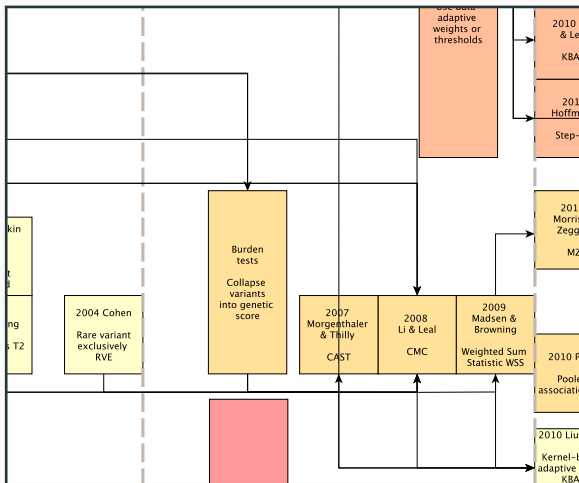 Use data
adaptive
weights or
thresholds
2010
& Le
KBA
201
Hoffm
Step-
kin
t
d
ng
s T2
2004 Cohen
Rare variant
exclusively
RVE
Burden
tests
Collapse
variants
into genetic
score
2007
Morgenthaler
& Thilly
CAST
2008
Li & Leal
CMC
2009
Madsen &
Browning
Weighted Sum
Statistic WSS
201
Morris
Zegg
MZ
2010 P
Poole
associati
2010 Liu
Kernel-b
adaptive
KBA